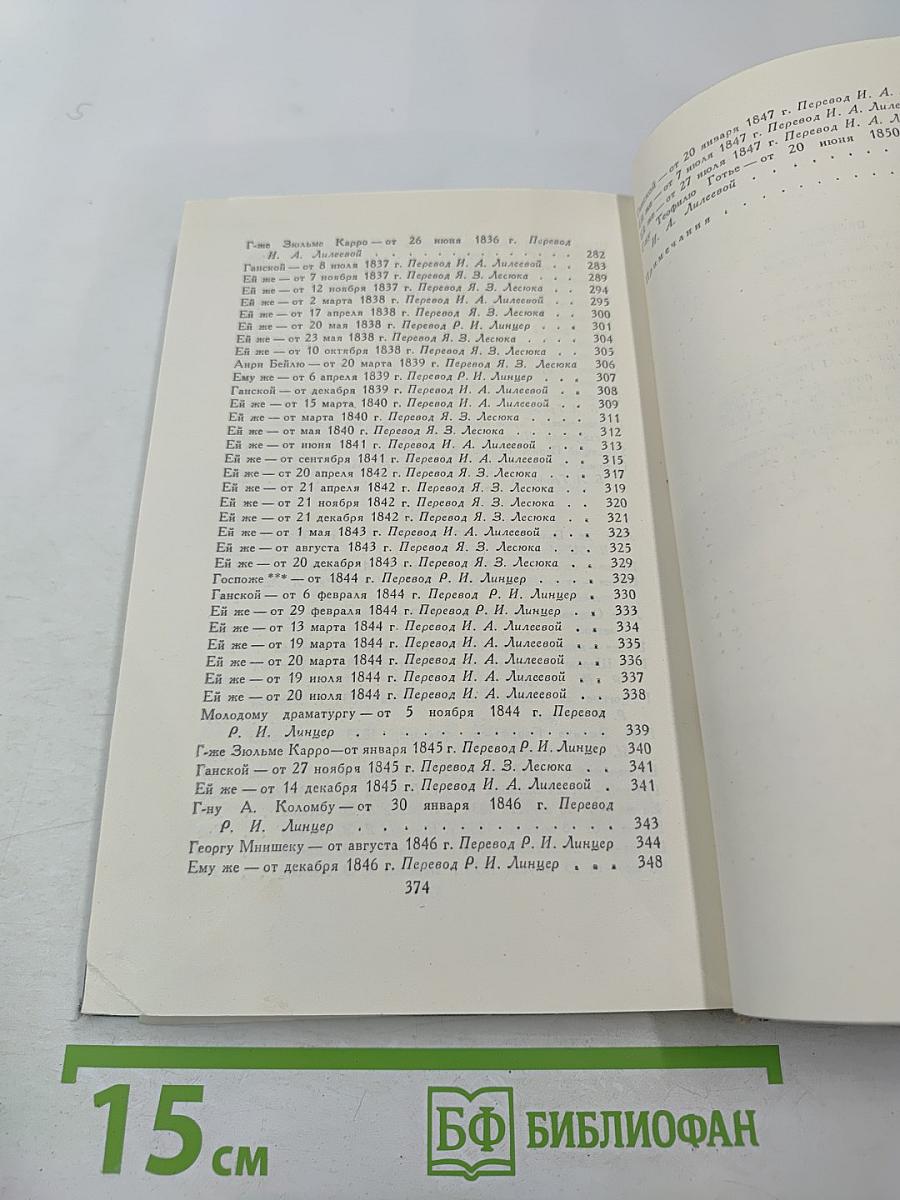 Г-же Зюльме Карро — от 26 июня 1836 г. Перевод
И. А. Лилеевой . . . . . . . . . . . . . 282
Ганской — от 8 июля 1837 г. Перевод И. А. Лилеевой . . 283
Ей же — от 7 ноября 1837 г. Перевод Я. З. Лесюка . . . 289
Ей же — от 12 ноября 1837 г. Перевод Я. З. Лесюка . . . 294
Ей же — от 2 марта 1838 г. Перевод И. А. Лилеевой . . 295
Ей же — от 17 апреля 1838 г. Перевод Я. З. Лесюка . . 300
Ей же — от 20 мая 1838 г. Перевод Р. И. Линцер . . . 301
Ей же — от 23 мая 1838 г. Перевод Я. З. Лесюка . . . . 304
Ей же — от 10 октября 1838 г. Перевод Я. З. Лесюка . . 305
Анри Бейлю — от 20 марта 1839 г. Перевод Я. З. Лесюка 306
Ему же — от 6 апреля 1839 г. Перевод Р. И. Линцер . . . 307
Ганской — от декабря 1839 г. Перевод И. А. Лилеевой . . 308
Ей же — от 15 марта 1840 г. Перевод И. А. Лилеевой . . 309
Ей же — от марта 1840 г. Перевод Я. З. Лесюка . . . . 311
Ей же — от мая 1840 г. Перевод Я. З. Лесюка . . . . . 312
Ей же — от июня 1841 г. Перевод И. А. Лилеевой . . . 313
Ей же — от сентября 1841 г. Перевод И. А. Лилеевой . . 315
Ей же — от 20 апреля 1842 г. Перевод Я. З. Лесюка . . . 317
Ей же — от 21 апреля 1842 г. Перевод Я. З. Лесюка . . 319
Ей же — от 21 ноября 1842 г. Перевод Я. З. Лесюка . . 320
Ей же — от 21 декабря 1842 г. Перевод Я. З. Лесюка . . 321
Ей же — от 1 мая 1843 г. Перевод И. А. Лилеевой . . . 323
Ей же — от августа 1843 г. Перевод Я. З. Лесюка . . . 325
Ей же — от 20 декабря 1843 г. Перевод Я. З. Лесюка . . 329
Госпоже *** — от 1844 г. Перевод Р. И. Линцер . . . . 329
Ганской — от 6 февраля 1844 г. Перевод Р. И. Линцер . 330
Ей же — от 29 февраля 1844 г. Перевод Р. И. Линцер . . 333
Ей же — от 13 марта 1844 г. Перевод И. А. Лилеевой . . 334
Ей же — от 19 марта 1844 г. Перевод И. А. Лилеевой . . 335
Ей же — от 20 марта 1844 г. Перевод И. А. Лилеевой . . 336
Ей же — от 19 июля 1844 г. Перевод И. А. Лилеевой . . 337
Ей же — от 20 июля 1844 г. Перевод И. А. Лилеевой . . 338
Молодому драматургу — от 5 ноября 1844 г. Перевод
Р. И. Линцер . . . . . . . . . . . . . . 339
Г-же Зюльме Карро—от января 1845 г. Перевод Р. И. Линцер 340
Ганской — от 27 ноября 1845 г. Перевод Я. З. Лесюка . . 341
Ей же — от 14 декабря 1845 г. Перевод И. А Лилеевой . 341
Г-ну А. Коломбу — от 30 января 1846 г. Перевод
Р. И. Линцер . . . . . . . . . . . . . 343
Георгу Мнишеку — от августа 1846 г. Перевод Р. И. Линцер 344
Ему же — от декабря 1846 г. Перевод Р. И. Линцер . . . 348
374
— от 20 января 1847 г. Перевод И. А.
— от 7 июля 1847 г. Перевод И. А.
— от 27 июля 1847 г. Перевод И. А.
Теофилю Готье — от 20 июня 1850
И. А. Лилеевой . . . . . . . .
Примечания . . . . . . . .
15 см
БФ БИБЛИОФАН